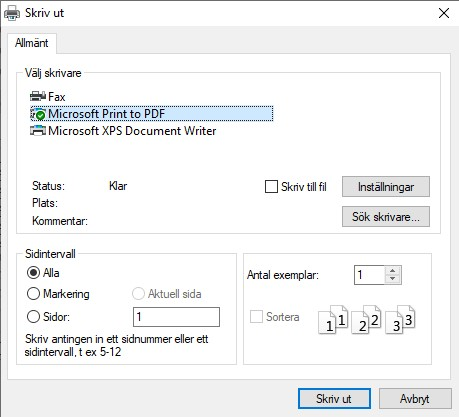 Skriv ut
Allmänt
Välj skrivare
Fax
Microsoft Print to PDF
Microsoft XPS Document Writer
Status: Klar
Skriv till fil
Inställningar
Plats:
Kommentar:
Sök skrivare...
Sidintervall
Alla
Markering
Aktuell sida
Sidor: 1
Skriv antingen in ett sidnummer eller ett
sidintervall, t ex 5-12
Antal exemplar: 1
Sortera
1 1 2 2 3 3
Skriv ut
Avbryt